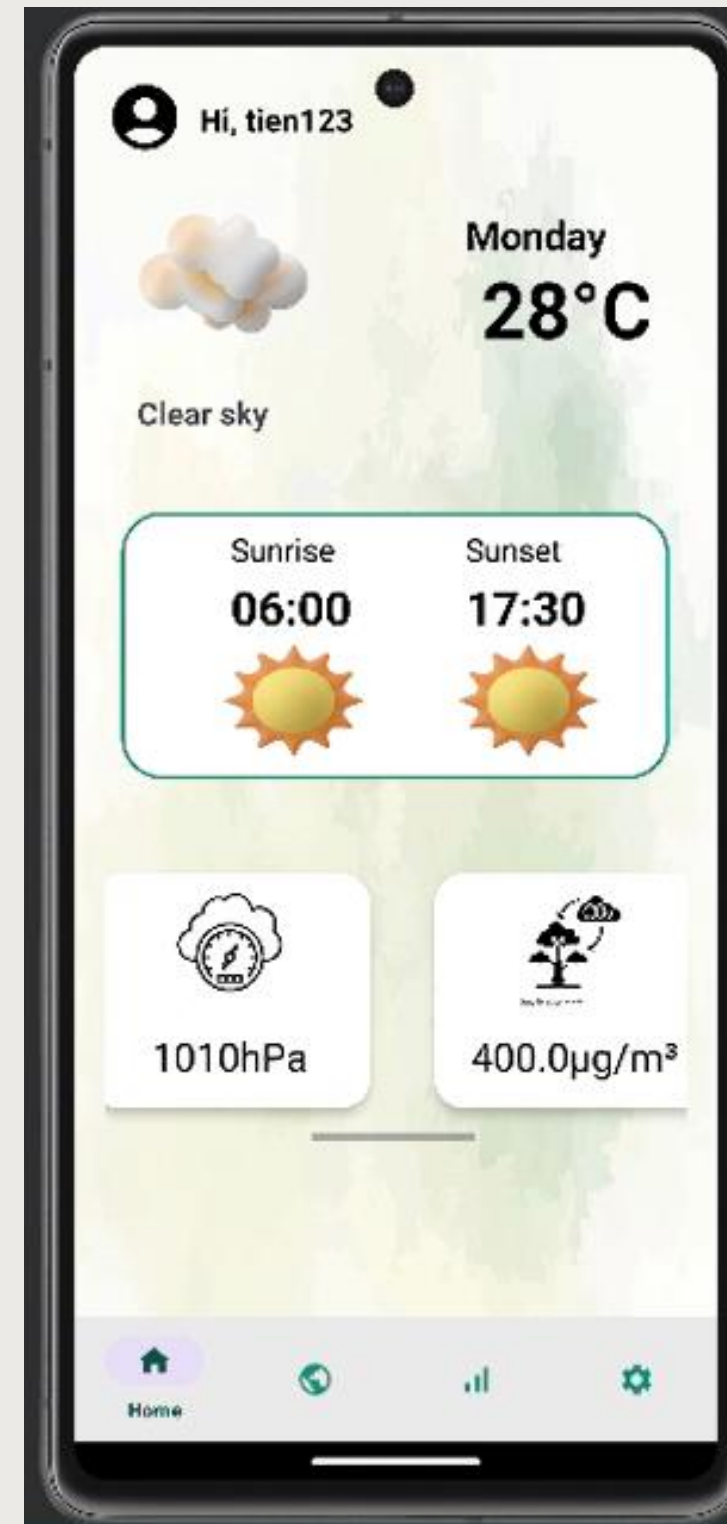 Hi, tien123
Monday
28°C
Clear sky
Sunrise Sunset
06:00 17:30
1010hPa 400.0µg/m³
Home